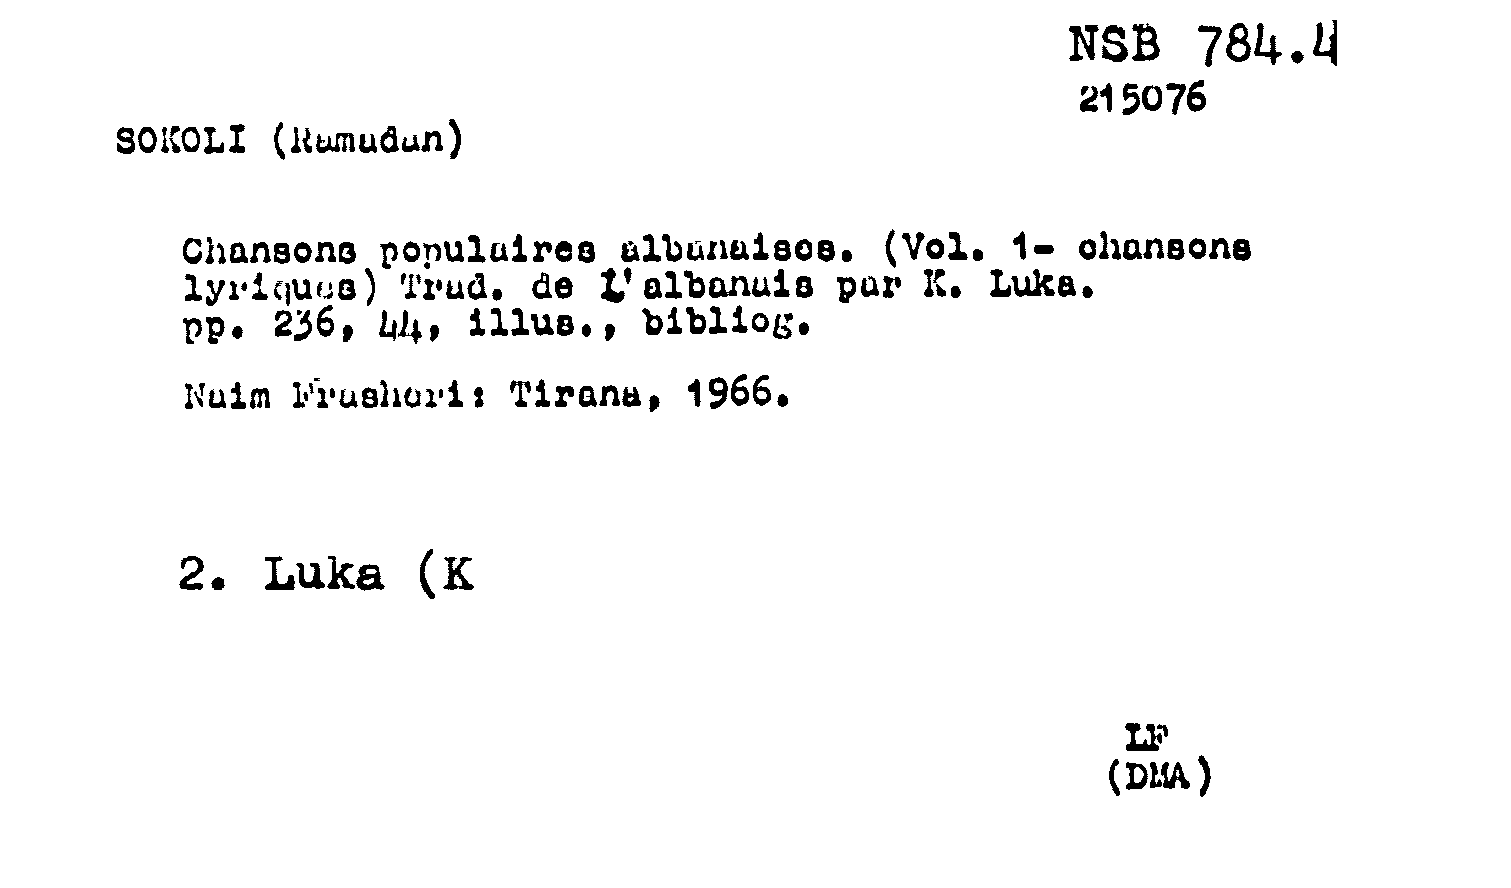 NSB 784.4
215076
SOKOLI (Ramadan)
Chansons populaires albanaises. (Vol. 1- chansons
lyriques) Trad. de L'albanais par K. Luka.
pp. 236, 44, illus., bibliog.
Naim Frasheri: Tirana, 1966.
2. Luka (K
LF
(DMA)